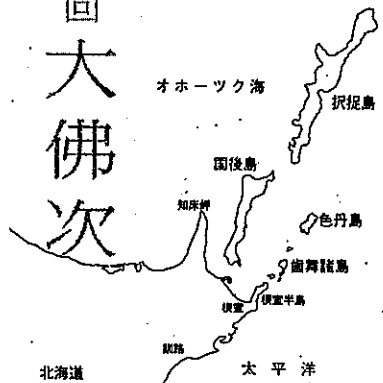 大佛次
オホーツク海
択捉島
国後島
知床岬
色丹島
歯舞諸島
根室
根室半島
釧路
北海道
太平洋